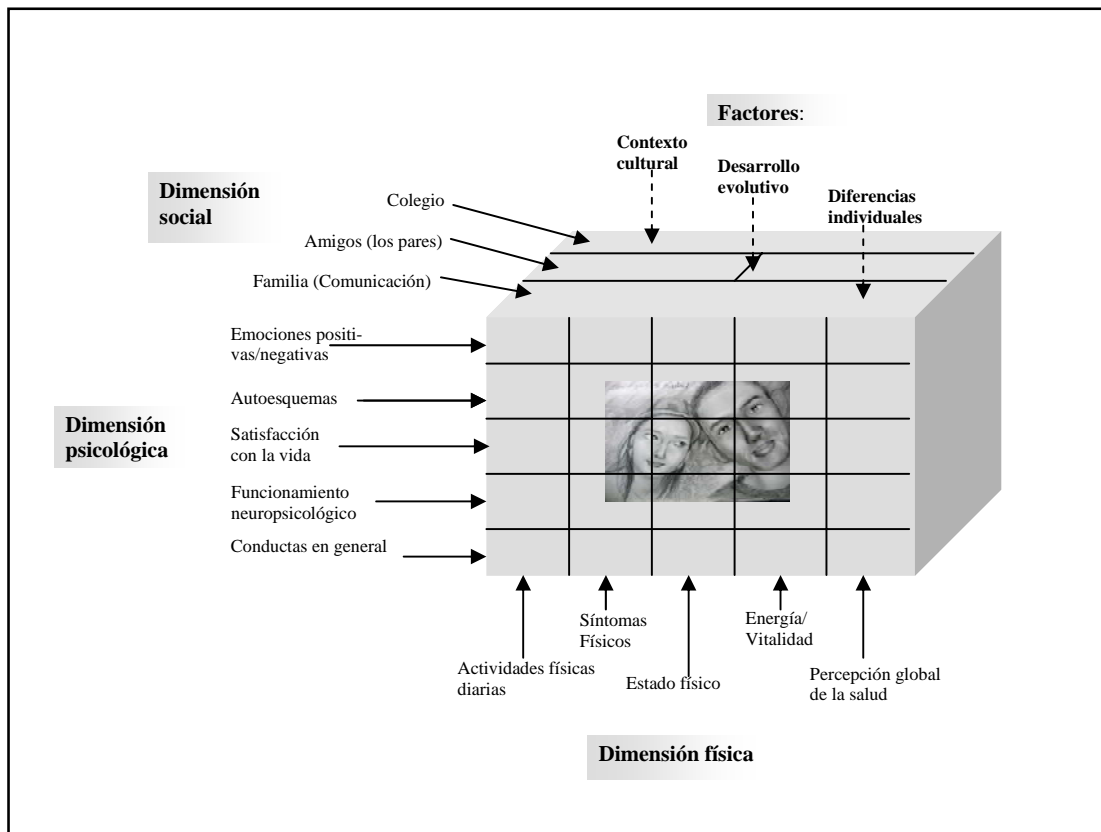 Factores:
Contexto
cultural
Desarrollo
evolutivo
Diferencias
individuales
Dimensión
social
Colegio
Amigos (los pares)
Familia (Comunicación)
Emociones positi-
vas/negativas
Autoesquemas
Dimensión
psicológica
Satisfacción
con la vida
Funcionamiento
neuropsicológico
Conductas en general
Síntomas
Físicos
Energía/
Vitalidad
Actividades físicas
diarias
Estado físico
Percepción global
de la salud
Dimensión física